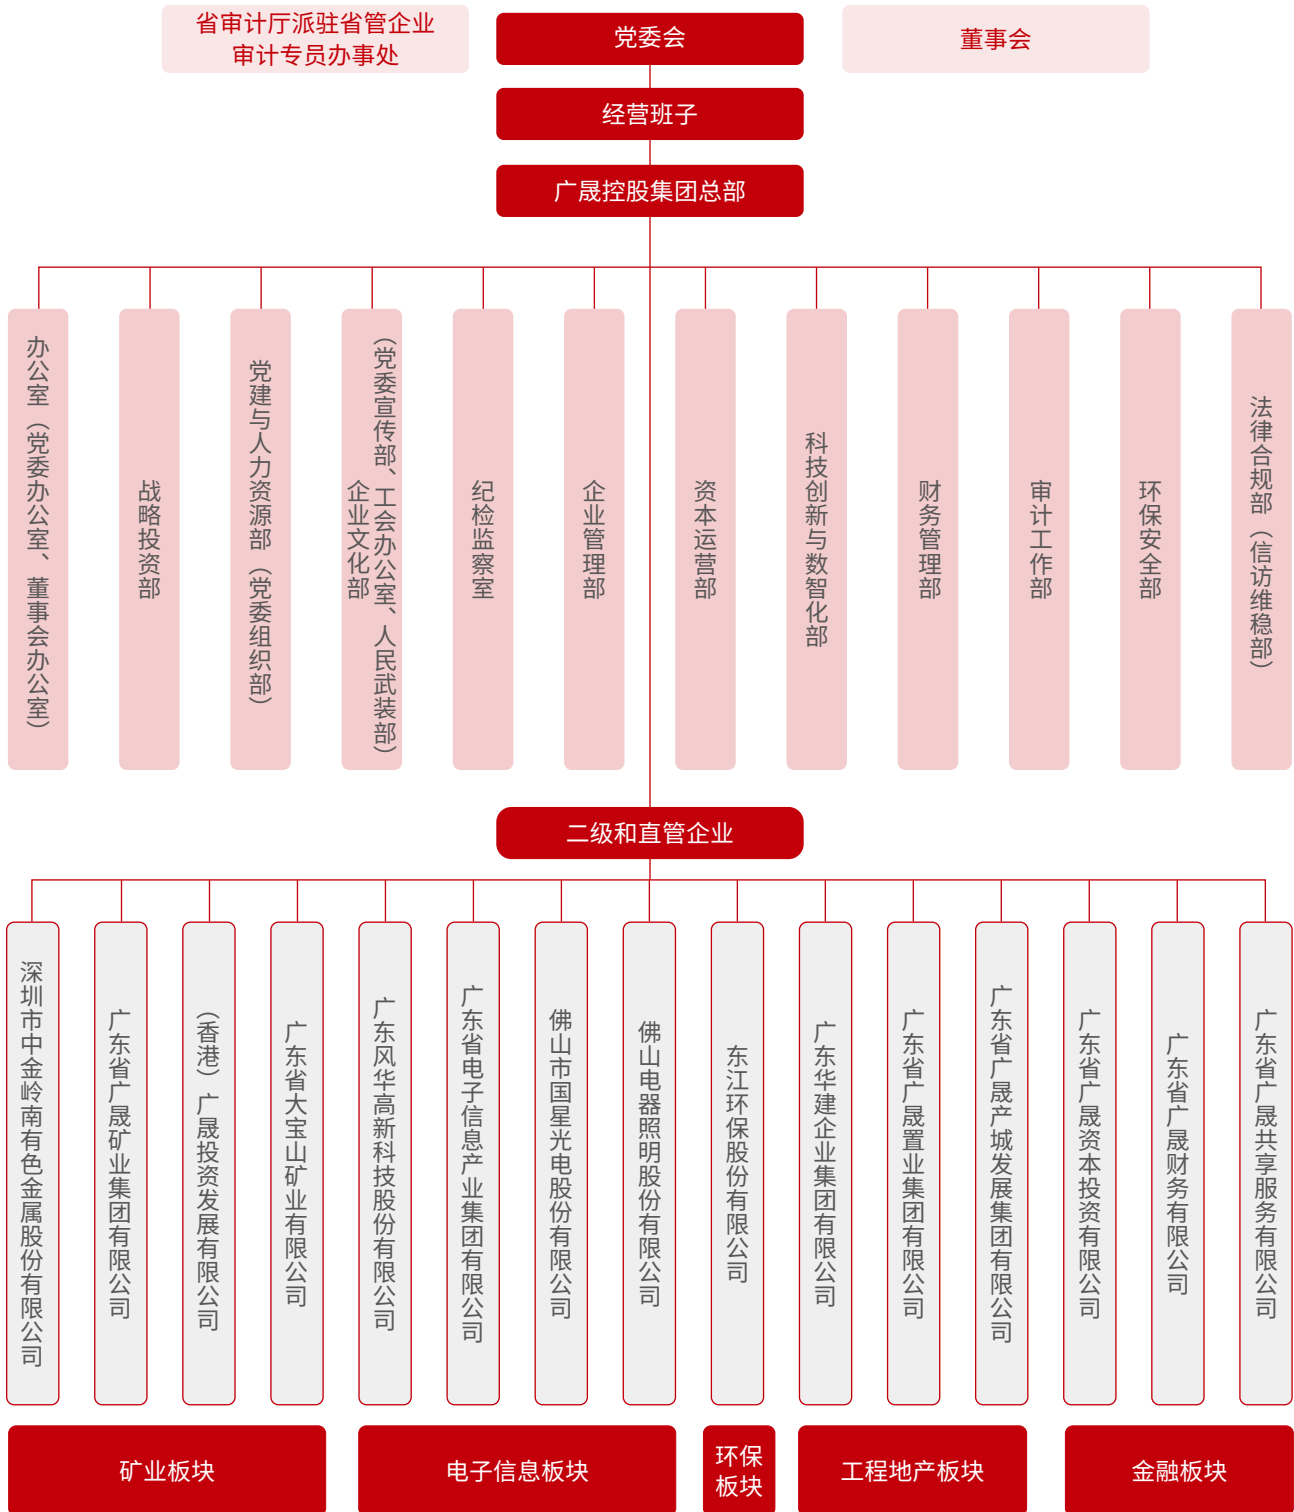 省审计厅派驻省管企业
审计专员办事处
党委会
董事会
经营班子
广晟控股集团总部
办公室（党委办公室、董事会办公室）
战略投资部
党建与人力资源部（党委组织部）
企业文化部
（党委宣传部、工会办公室、人民武装部）
纪检监察室
企业管理部
资本运营部
科技创新与数智化部
财务管理部
审计工作部
环保安全部
法律合规部（信访维稳部）
二级和直管企业
深圳市中金岭南有色金属股份有限公司
广东省广晟矿业集团有限公司
（香港）广晟投资发展有限公司
广东省大宝山矿业有限公司
广东风华高新科技股份有限公司
广东省电子信息产业集团有限公司
佛山市国星光电股份有限公司
佛山电器照明股份有限公司
东江环保股份有限公司
广东华建企业集团有限公司
广东省广晟置业集团有限公司
广东省广晟产城发展集团有限公司
广东省广晟资本投资有限公司
广东省广晟财务有限公司
广东省广晟共享服务有限公司
矿业板块
电子信息板块
环保
板块
工程地产板块
金融板块